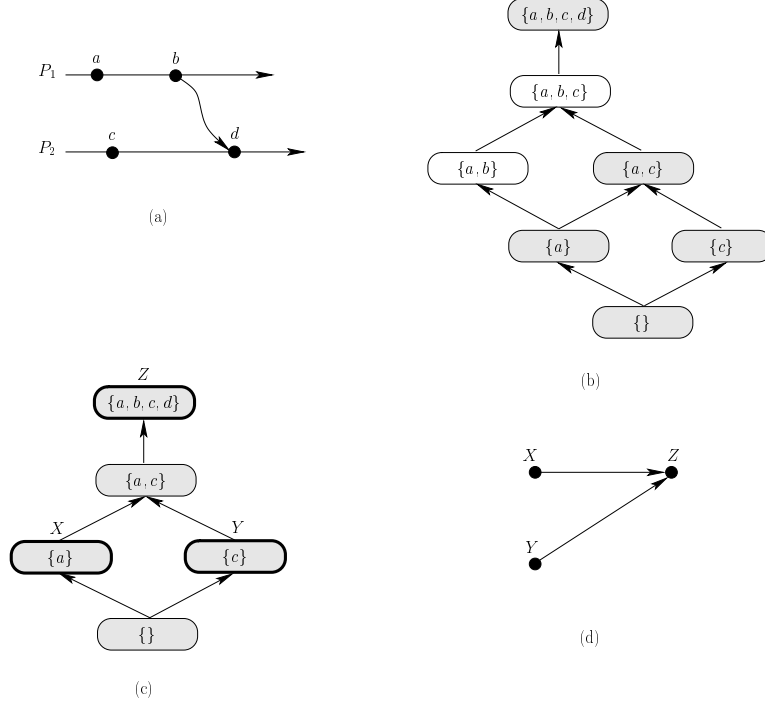 a
b
P₁
c
d
P₂
(a)
{a, b, c, d}
{a, b, c}
{a, b}
{a, c}
{a}
{c}
{}
(b)
Z
{a, b, c, d}
{a, c}
X
Y
{a}
{c}
{}
(c)
X
Z
Y
(d)